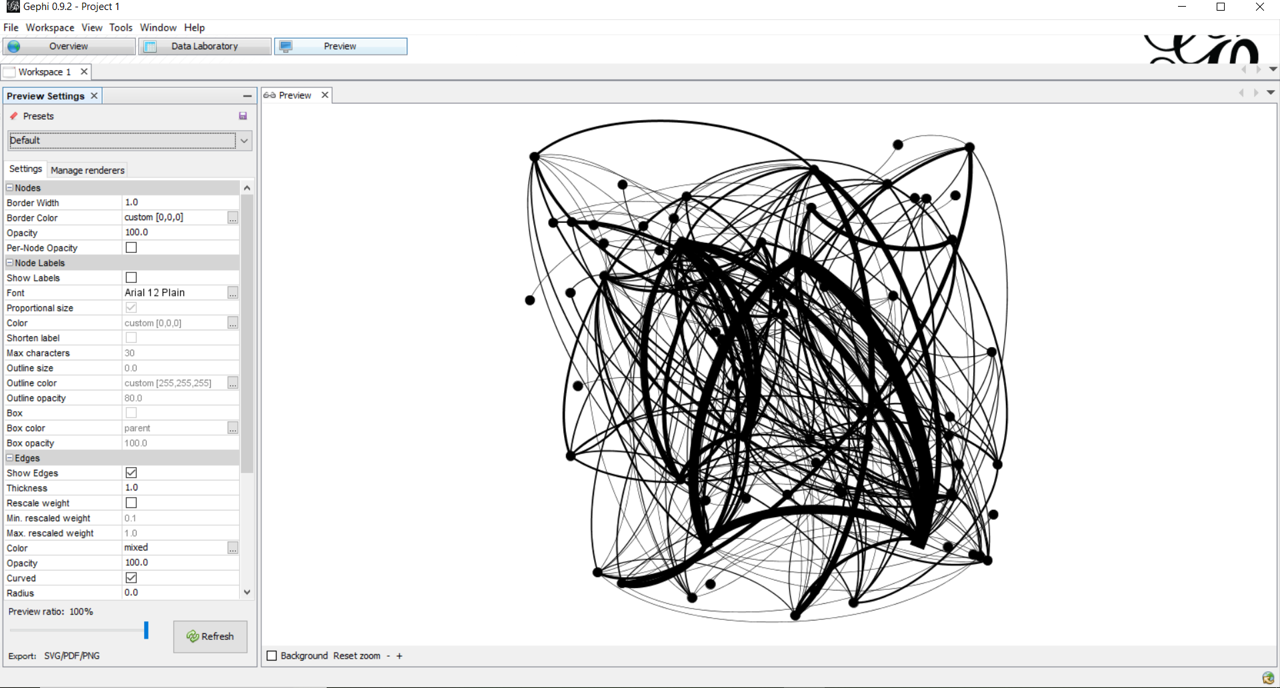 Gephi 0.9.2 - Project 1
File Workspace View Tools Window Help
Overview Data Laboratory Preview
Workspace 1
Preview Settings
Preview
Presets
Default
Settings Manage renderers
Nodes
Border Width 1.0
Border Color custom [0,0,0] ...
Opacity 100.0
Per-Node Opacity
Node Labels
Show Labels
Font Arial 12 Plain ...
Proportional size
Color custom [0,0,0] ...
Shorten label
Max characters 30
Outline size 0.0
Outline color custom [255,255,255] ...
Outline opacity 80.0
Box
Box color parent ...
Box opacity 100.0
Edges
Show Edges
Thickness 1.0
Rescale weight
Min. rescaled weight 0.1
Max. rescaled weight 1.0
Color mixed ...
Opacity 100.0
Curved
Radius 0.0
Preview ratio: 100%
Refresh
Export: SVG/PDF/PNG
Background Reset zoom - +